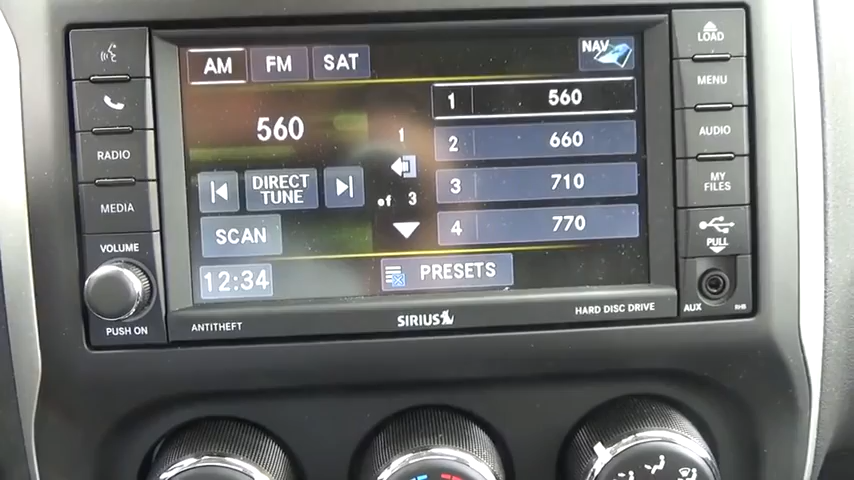 LOAD
AM FM SAT NAV
RADIO
MEDIA
VOLUME
PUSH ON
MENU
AUDIO
MY
FILES
PULL
AUX
RHB
560
DIRECT
TUNE
SCAN
12:34
1
of 3
1 560
2 660
3 710
4 770
PRESETS
ANTITHEFT
SIRIUS
HARD DISC DRIVE